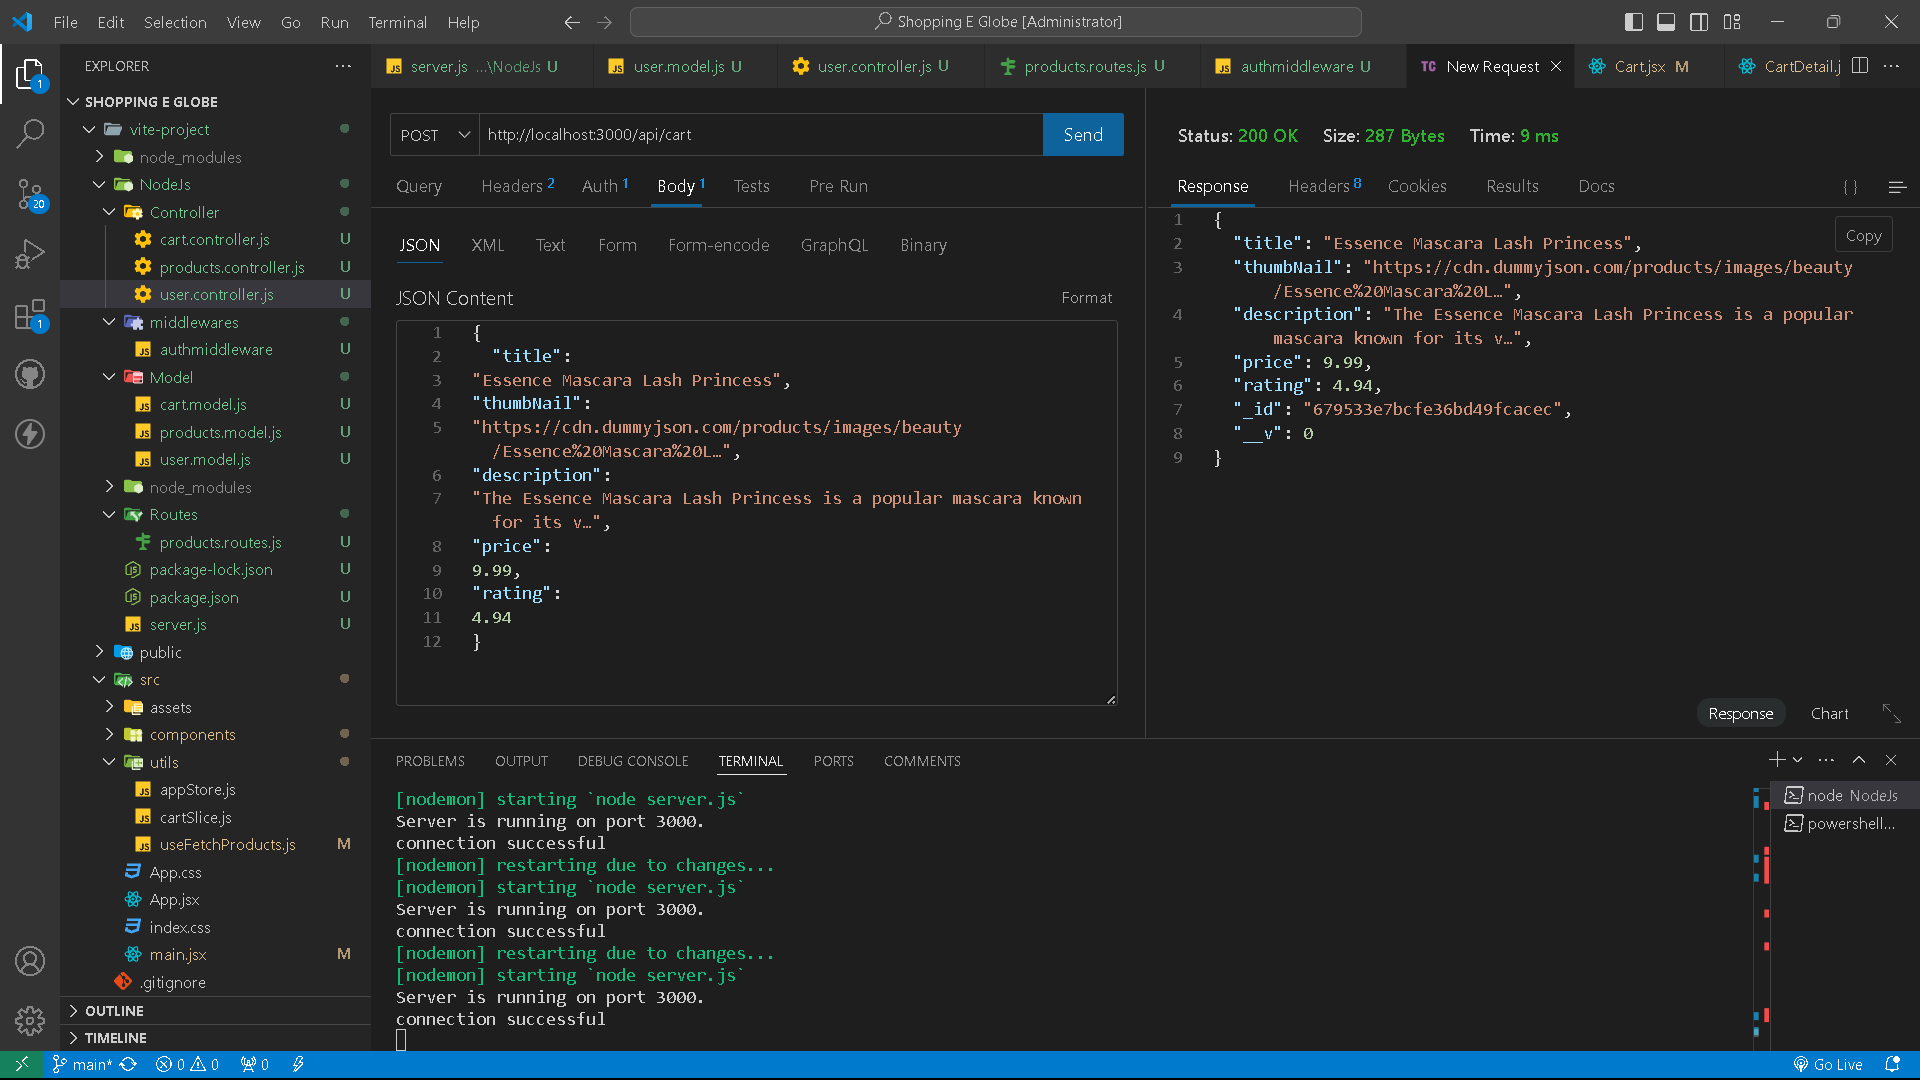 File Edit Selection View Go Run Terminal Help
Shopping E Globe [Administrator]
EXPLORER
SHOPPING E GLOBE
vite-project
node_modules
NodeJs
Controller
cart.controller.js U
products.controller.js U
user.controller.js U
middlewares
authmiddleware U
Model
cart.model.js U
products.model.js U
user.model.js U
node_modules
Routes
products.routes.js U
package-lock.json U
package.json U
server.js U
public
src
assets
components
utils
appStore.js
cartSlice.js
useFetchProducts.js M
App.css
App.jsx
index.css
main.jsx M
.gitignore
OUTLINE
TIMELINE
1
20
1
server.js ...\NodeJs U
user.model.js U
user.controller.js U
products.routes.js U
authmiddleware U
TC New Request
Cart.jsx M
CartDetail.j
POST http://localhost:3000/api/cart Send
Query Headers 2 Auth 1 Body 1 Tests Pre Run
JSON XML Text Form Form-encode GraphQL Binary
JSON Content Format
1 {
2 "title":
3 "Essence Mascara Lash Princess",
4 "thumbNail":
5 "https://cdn.dummyjson.com/products/images/beauty
/Essence%20Mascara%20L…",
6 "description":
7 "The Essence Mascara Lash Princess is a popular mascara known
for its v…",
8 "price":
9 9.99,
10 "rating":
11 4.94
12 }
Status: 200 OK Size: 287 Bytes Time: 9 ms
Response Headers 8 Cookies Results Docs { }
Copy
1 {
2 "title": "Essence Mascara Lash Princess",
3 "thumbNail": "https://cdn.dummyjson.com/products/images/beauty
/Essence%20Mascara%20L…",
4 "description": "The Essence Mascara Lash Princess is a popular
mascara known for its v…",
5 "price": 9.99,
6 "rating": 4.94,
7 "_id": "679533e7bcfe36bd49fcacec",
8 "__v": 0
9 }
Response Chart
PROBLEMS OUTPUT DEBUG CONSOLE TERMINAL PORTS COMMENTS
[nodemon] starting `node server.js`
Server is running on port 3000.
connection successful
[nodemon] restarting due to changes...
[nodemon] starting `node server.js`
Server is running on port 3000.
connection successful
[nodemon] restarting due to changes...
[nodemon] starting `node server.js`
Server is running on port 3000.
connection successful
node NodeJs
powershell...
main* 0 0 0 Go Live